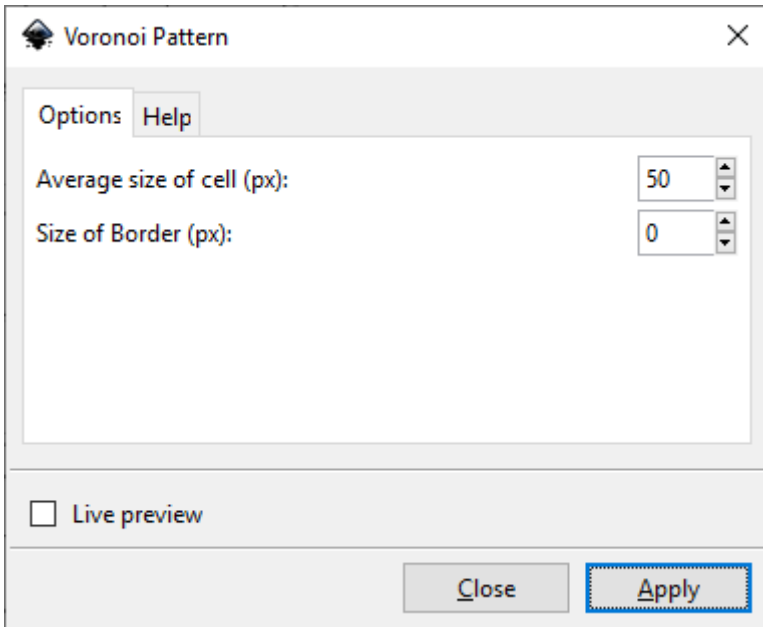 Voronoi Pattern
Options Help
Average size of cell (px): 50
Size of Border (px): 0
Live preview
Close Apply